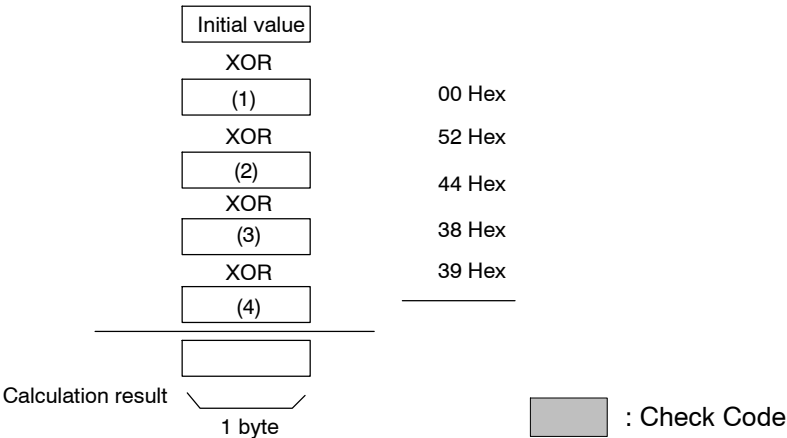 Initial value
XOR
(1)
00 Hex
XOR
52 Hex
(2)
44 Hex
XOR
(3)
38 Hex
XOR
39 Hex
(4)
Calculation result
1 byte
: Check Code